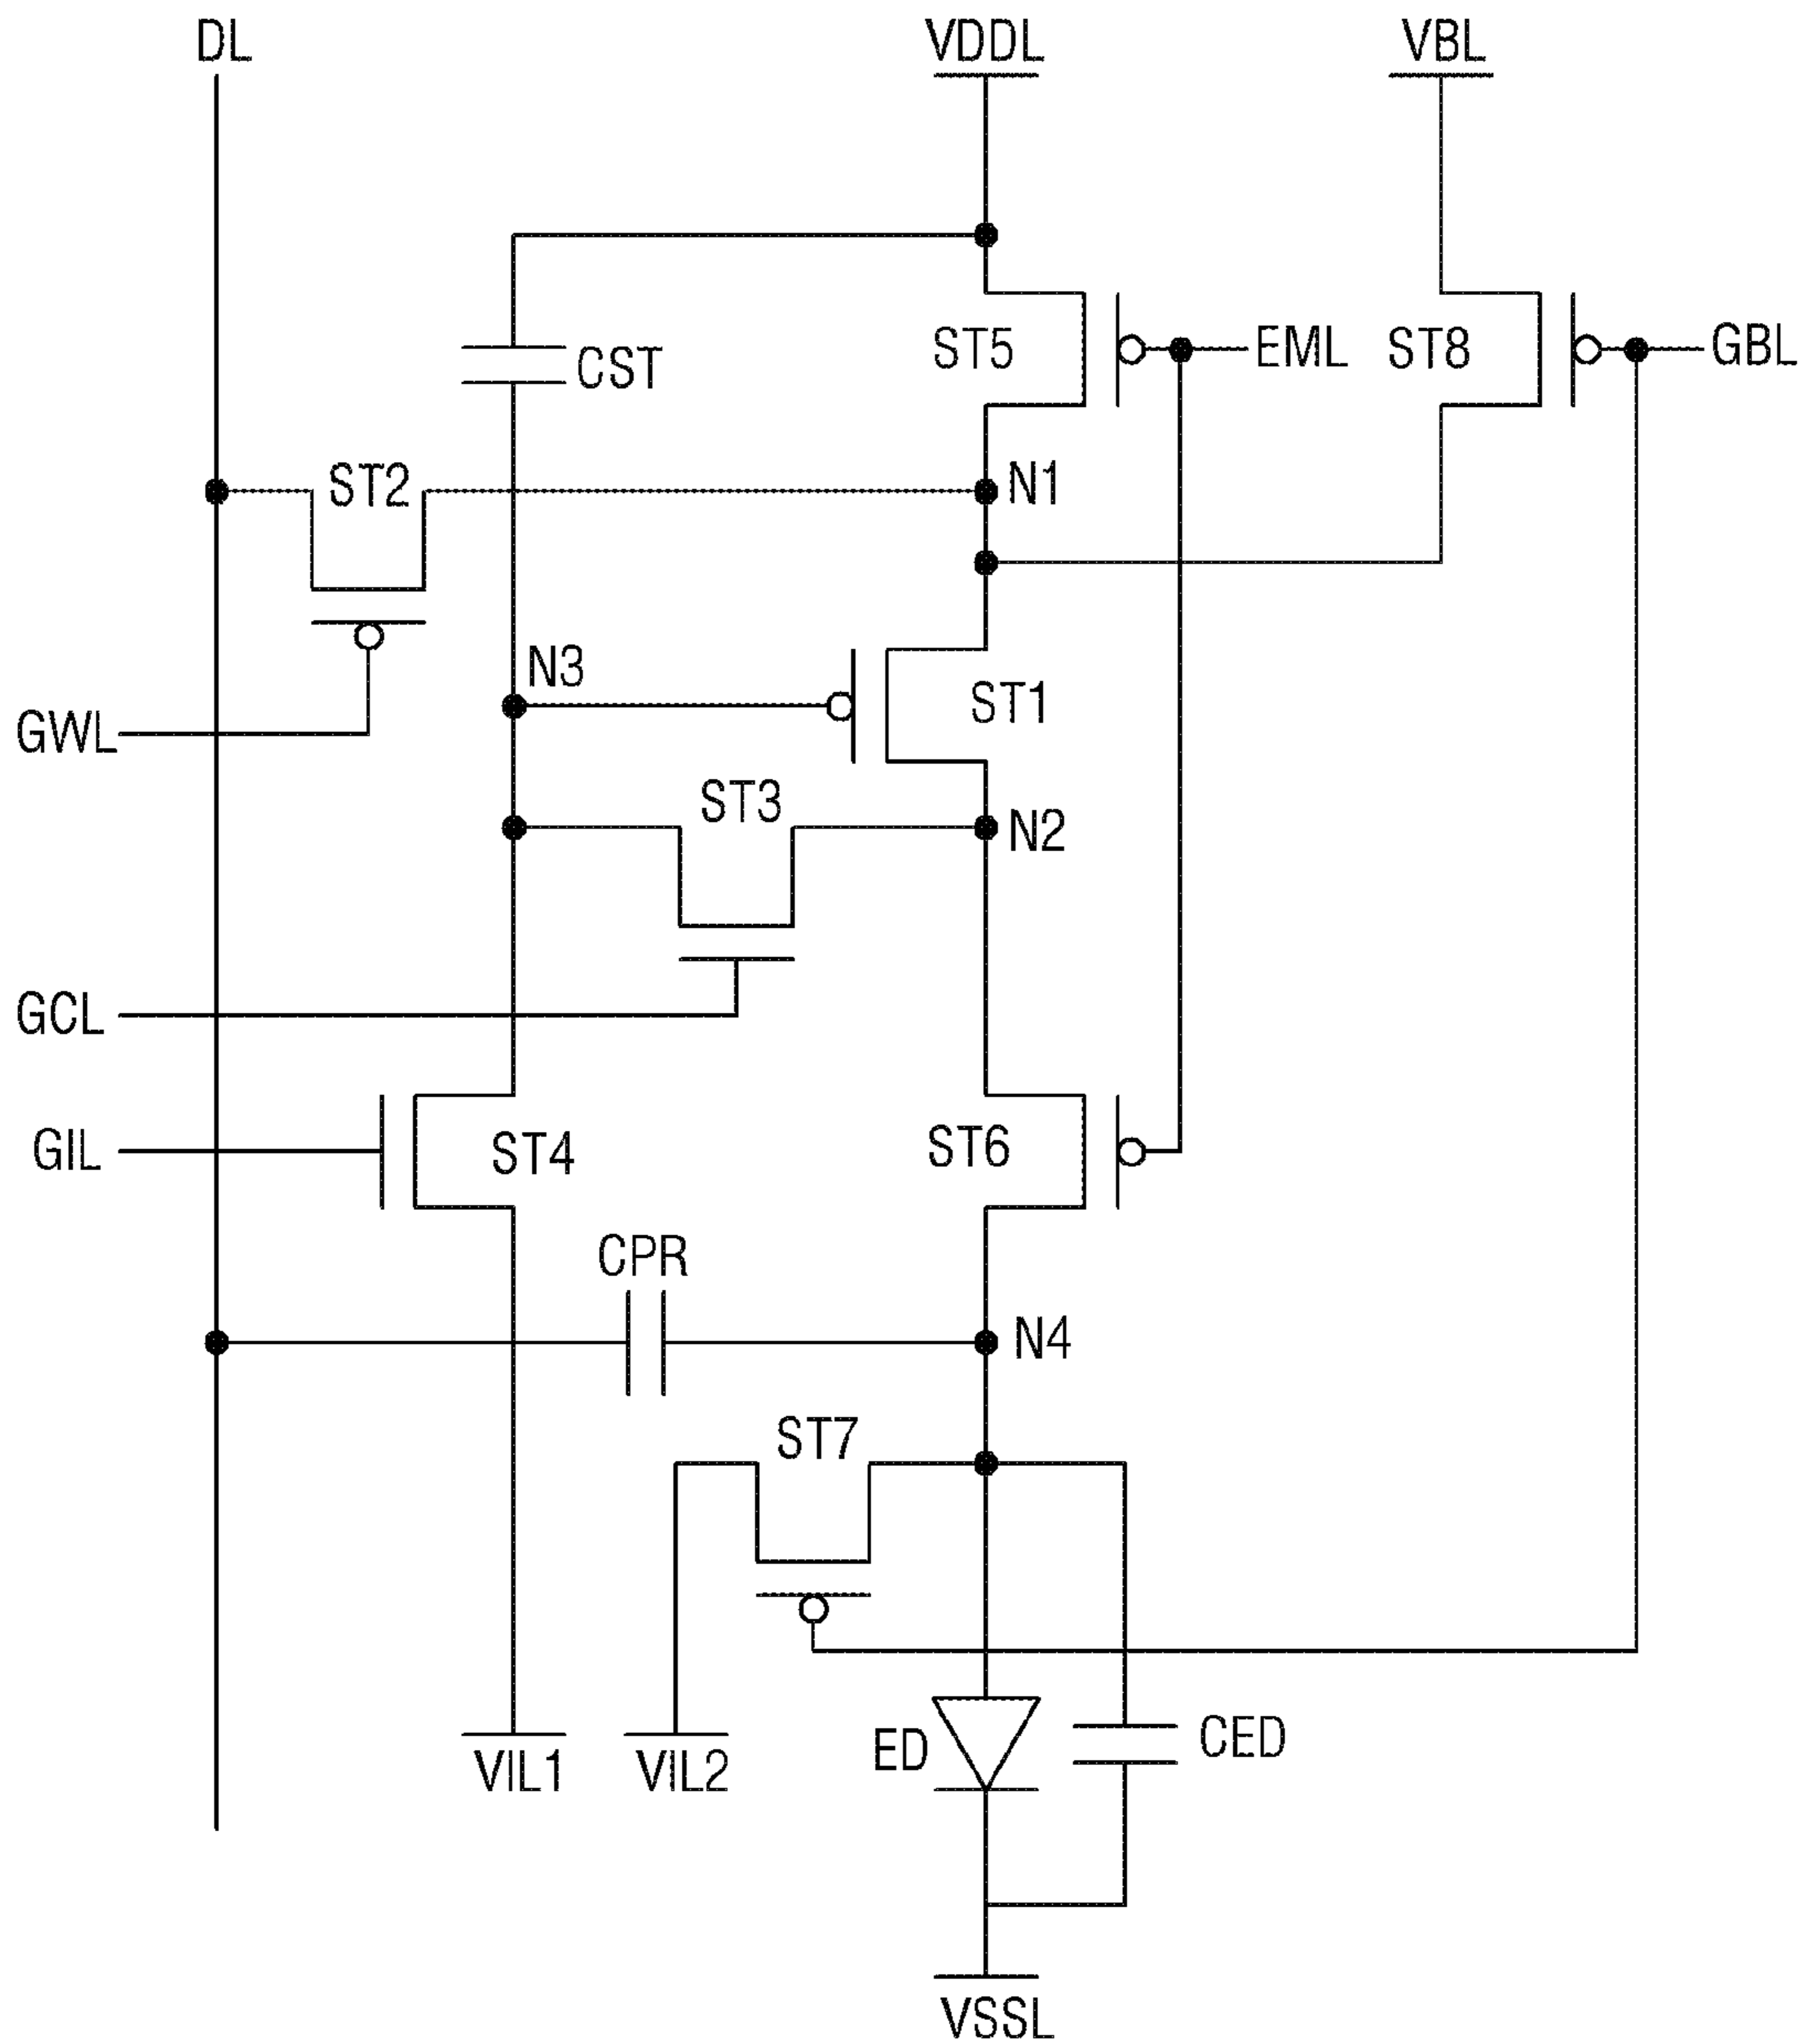 DL
VDDL
VBL
ST5
EML
ST8
GBL
CST
ST2
N1
N3
ST1
GWL
ST3
N2
GCL
GIL
ST4
ST6
CPR
N4
ST7
ED
CED
VIL1
VIL2
VSSL